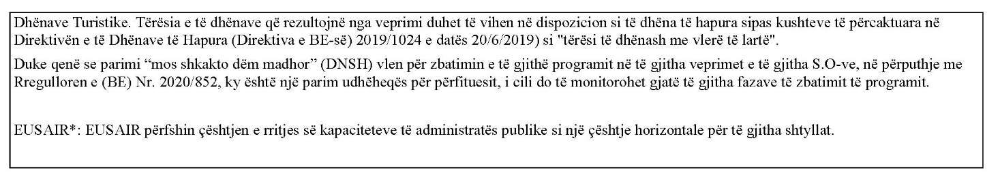 Dhënave Turistike. Tërësia e të dhënave që rezultojnë nga veprimi duhet të vihen në dispozicion si të dhëna të hapura sipas kushteve të përcaktuara në
Direktivën e të Dhënave të Hapura (Direktiva e BE-së) 2019/1024 e datës 20/6/2019) si "tërësi të dhënash me vlerë të lartë".
Duke qenë se parimi “mos shkakto dëm madhor” (DNSH) vlen për zbatimin e të gjithë programit në të gjitha veprimet e të gjitha S.O-ve, në përputhje me
Rregulloren e (BE) Nr. 2020/852, ky është një parim udhëheqës për përfituesit, i cili do të monitorohet gjatë të gjitha fazave të zbatimit të programit.
EUSAIR*: EUSAIR përfshin çështjen e rritjes së kapaciteteve të administratës publike si një çështje horizontale për të gjitha shtyllat.